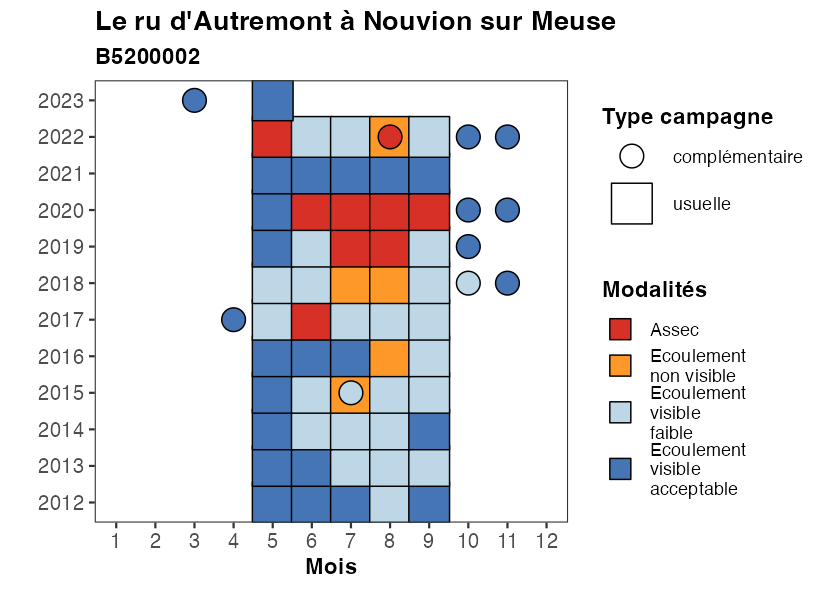 Le ru d'Autremont à Nouvion sur Meuse
B5200002
2023
2022
2021
2020
2019
2018
2017
2016
2015
2014
2013
2012
1 2 3 4 5 6 7 8 9 10 11 12
Mois
Type campagne
complémentaire
usuelle
Modalités
Assec
Ecoulement
non visible
Ecoulement
visible
faible
Ecoulement
visible
acceptable